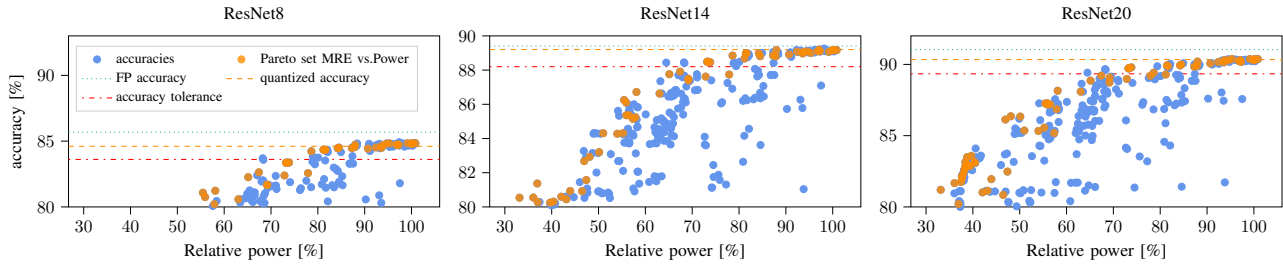 ResNet8
accuracies
Pareto set MRE vs.Power
FP accuracy
quantized accuracy
accuracy tolerance
accuracy [%]
90
85
80
30 40 50 60 70 80 90 100
Relative power [%]
ResNet14
90
88
86
84
82
80
30 40 50 60 70 80 90 100
Relative power [%]
ResNet20
90
85
80
30 40 50 60 70 80 90 100
Relative power [%]